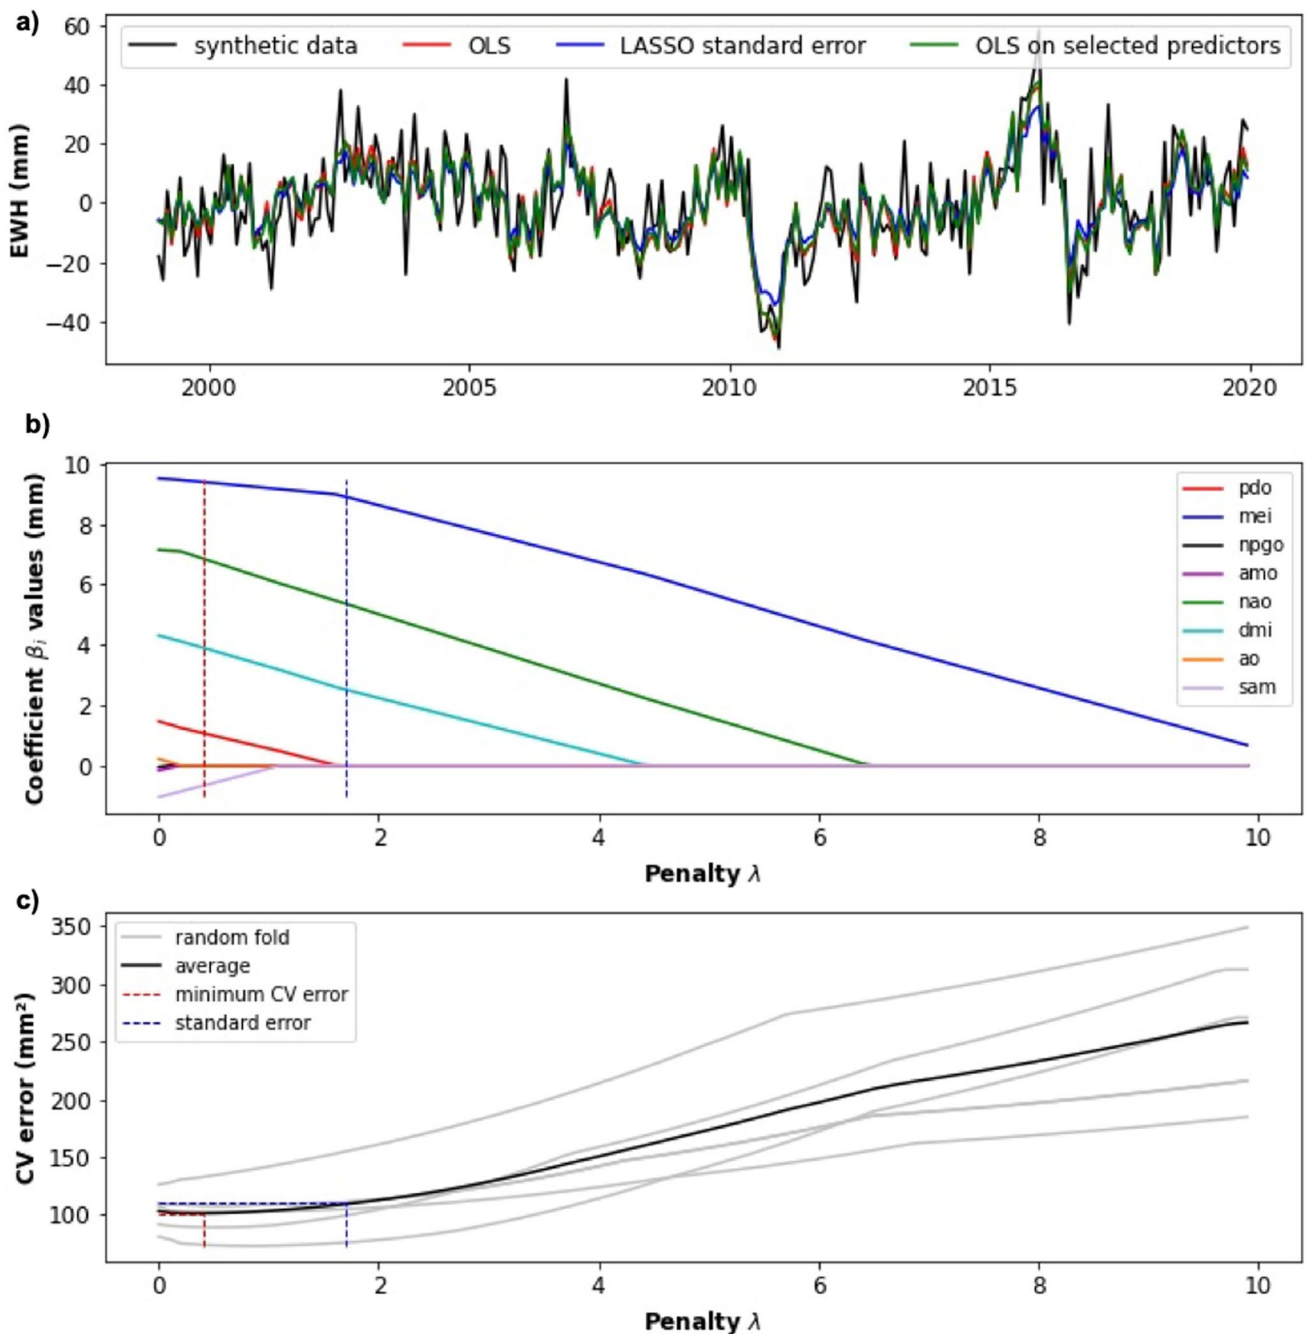 a)
synthetic data OLS LASSO standard error OLS on selected predictors
60
40
20
0
−20
−40
EWH (mm)
2000 2005 2010 2015 2020
b)
10
8
6
4
2
0
Coefficient βi values (mm)
pdo
mei
npgo
amo
nao
dmi
ao
sam
0 2 4 6 8 10
Penalty λ
c)
350
300
250
200
150
100
CV error (mm²)
random fold
average
minimum CV error
standard error
0 2 4 6 8 10
Penalty λ